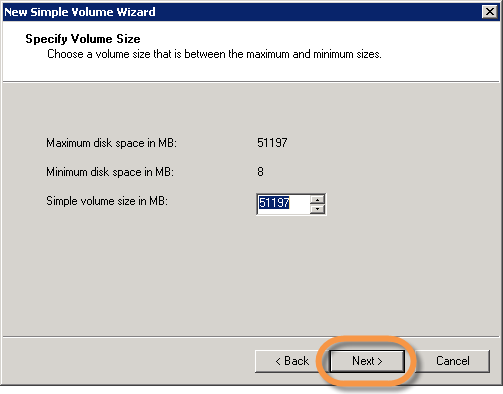 New Simple Volume Wizard
Specify Volume Size
Choose a volume size that is between the maximum and minimum sizes.
Maximum disk space in MB: 51197
Minimum disk space in MB: 8
Simple volume size in MB: 51197
< Back Next > Cancel